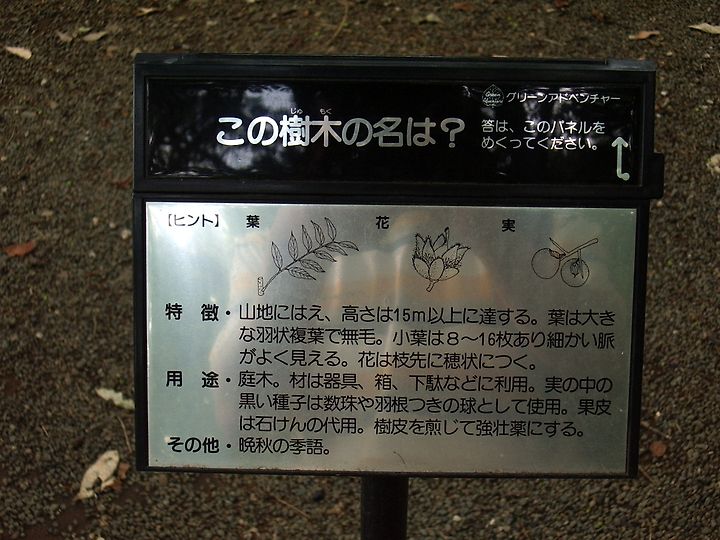 グリーンアドベンチャー
じゅ もく
この樹木の名は？
答は、このパネルを
めくってください。
【ヒント】 葉 花 実
特 徴・山地にはえ、高さは15m以上に達する。葉は大き
な羽状複葉で無毛。小葉は8〜16枚あり細かい脈
がよく見える。花は枝先に穂状につく。
用 途・庭木。材は器具、箱、下駄などに利用。実の中の
黒い種子は数珠や羽根つきの球として使用。果皮
は石けんの代用。樹皮を煎じて強壮薬にする。
その他・晩秋の季語。